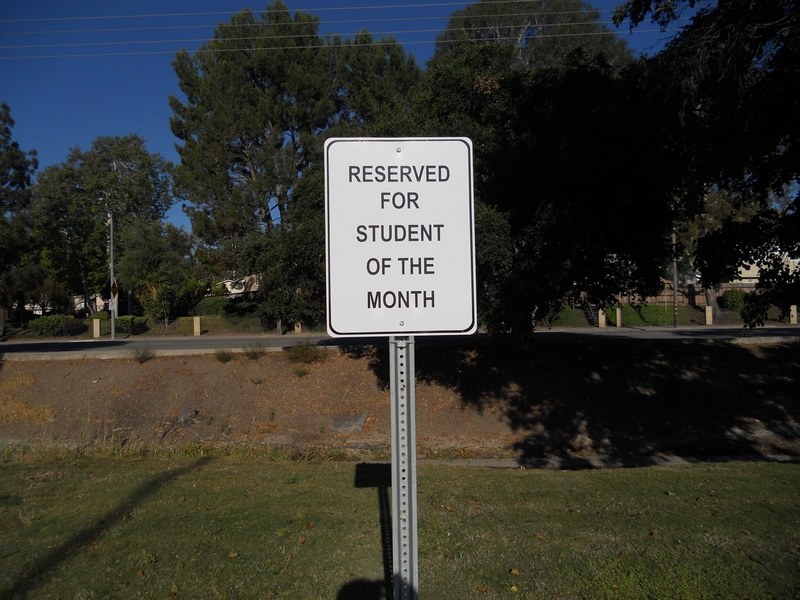 RESERVED
FOR
STUDENT
OF THE
MONTH